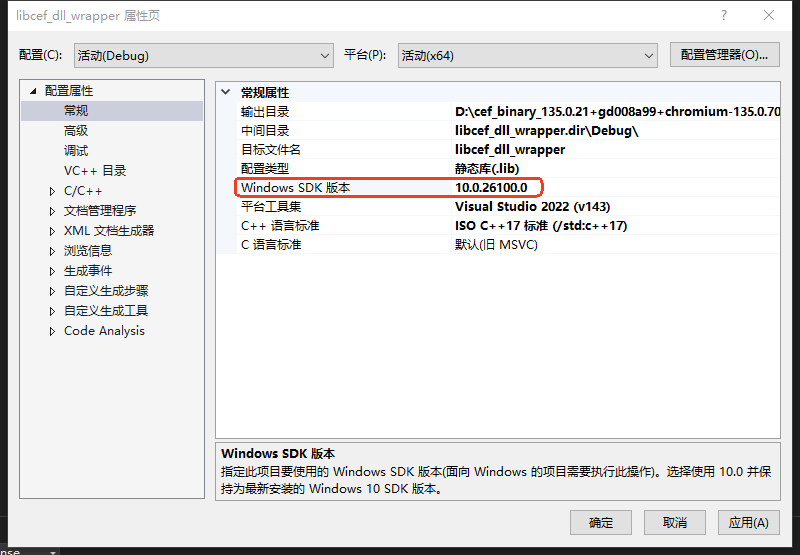 libcef_dll_wrapper 属性页
配置(C): 活动(Debug) 平台(P): 活动(x64) 配置管理器(O)...
配置属性
常规
高级
调试
VC++ 目录
C/C++
文档管理程序
XML 文档生成器
浏览信息
生成事件
自定义生成步骤
自定义生成工具
Code Analysis
常规属性
输出目录 D:\cef_binary_135.0.21+gd008a99+chromium-135.0.70
中间目录 libcef_dll_wrapper.dir\Debug\
目标文件名 libcef_dll_wrapper
配置类型 静态库(.lib)
Windows SDK 版本 10.0.26100.0
平台工具集 Visual Studio 2022 (v143)
C++ 语言标准 ISO C++17 标准 (/std:c++17)
C 语言标准 默认(旧 MSVC)
Windows SDK 版本
指定此项目要使用的 Windows SDK 版本(面向 Windows 的项目需要执行此操作)。选择使用 10.0 并保
持为最新安装的 Windows 10 SDK 版本。
确定 取消 应用(A)